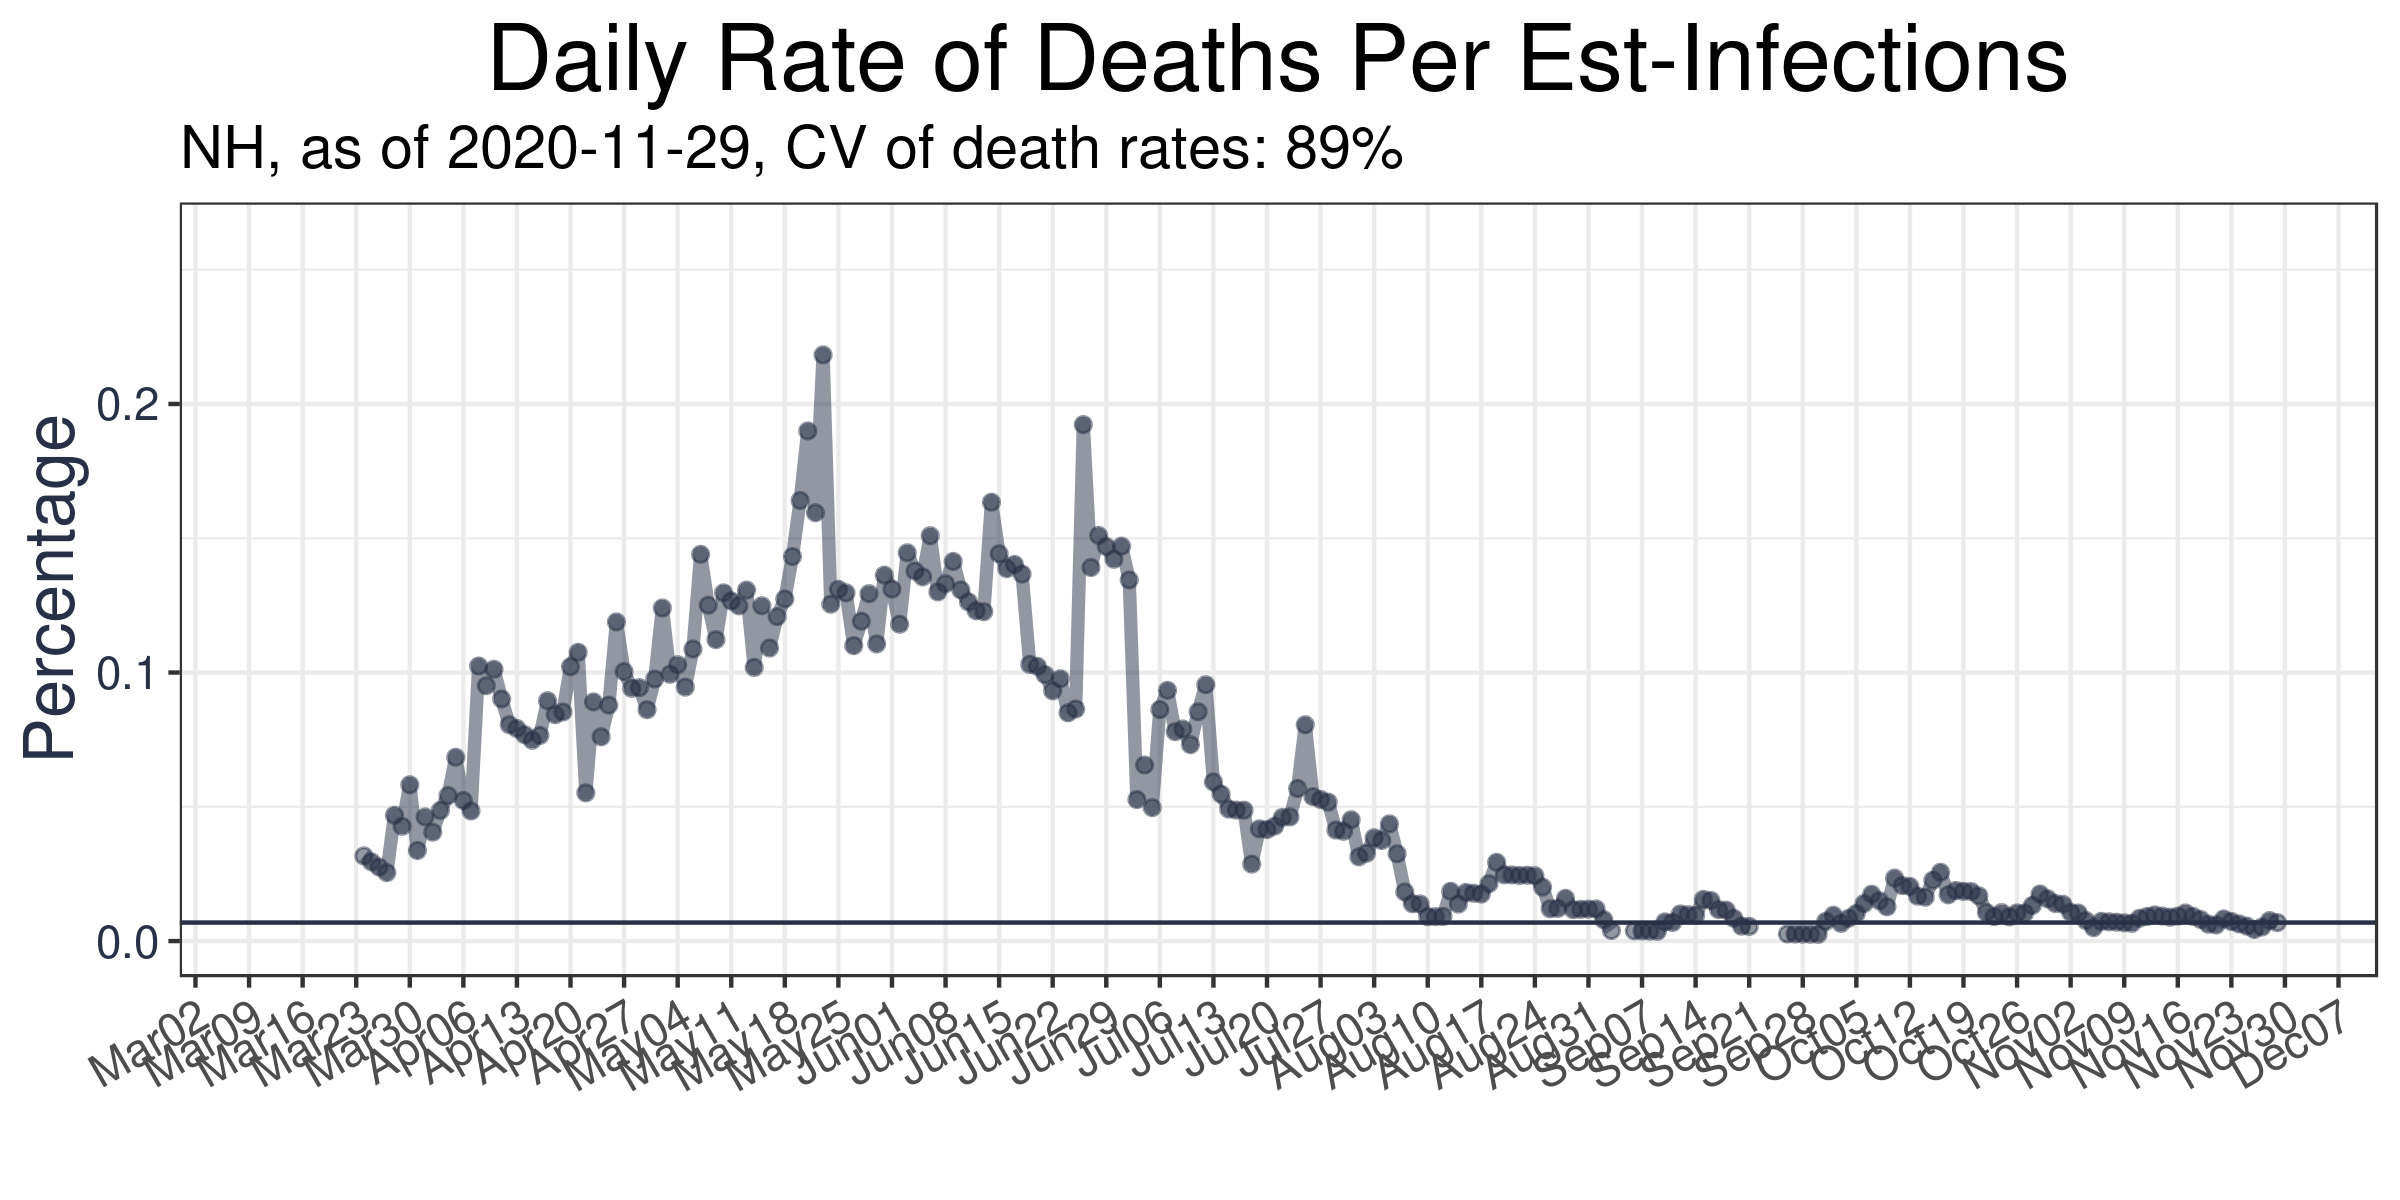 Daily Rate of Deaths Per Est-Infections
NH, as of 2020-11-29, CV of death rates: 89%
Percentage
0.2
0.1
0.0
Mar02
Mar09
Mar16
Mar23
Mar30
Apr06
Apr13
Apr20
Apr27
May04
May11
May18
May25
Jun01
Jun08
Jun15
Jun22
Jun29
Jul06
Jul13
Jul20
Jul27
Aug03
Aug10
Aug17
Aug24
Aug31
Sep07
Sep14
Sep21
Sep28
Oct05
Oct12
Oct19
Oct26
Nov02
Nov09
Nov16
Nov23
Nov30
Dec07